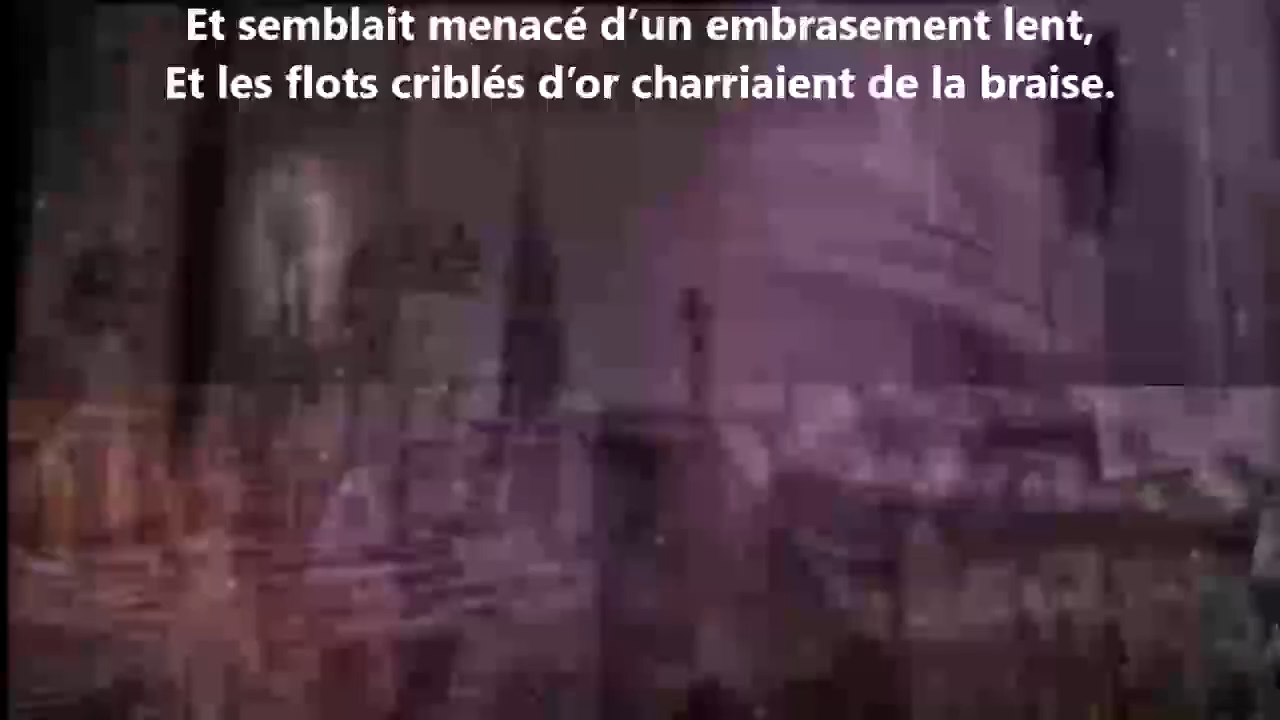 Et semblait menacé d’un embrasement lent,
Et les flots criblés d’or charriaient de la braise.